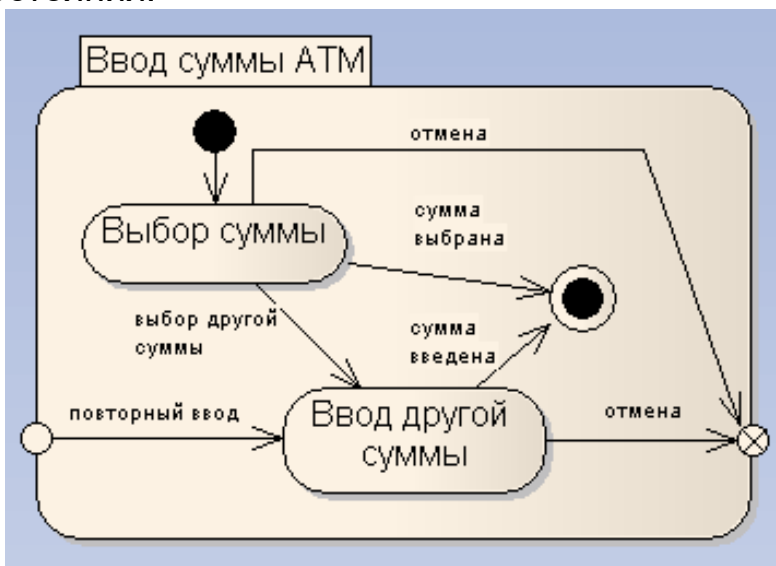 Ввод суммы АТМ
отмена
Выбор суммы
сумма
выбрана
выбор другой
суммы
сумма
введена
повторный ввод
Ввод другой
суммы
отмена